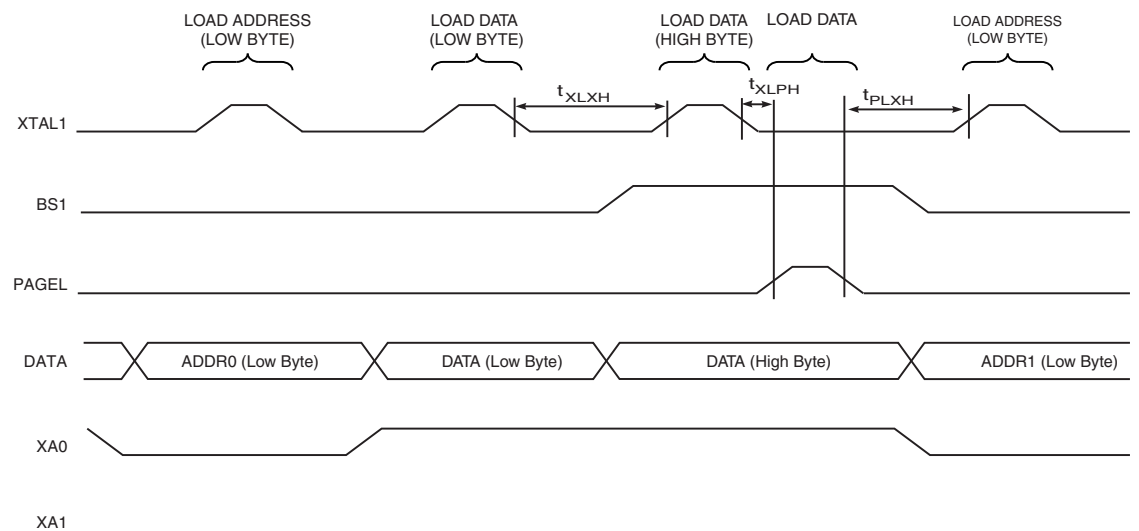 LOAD ADDRESS
(LOW BYTE)
LOAD DATA
(LOW BYTE)
LOAD DATA
(HIGH BYTE)
LOAD DATA
LOAD ADDRESS
(LOW BYTE)
tXLXH
tXLPH
tPLXH
XTAL1
BS1
PAGEL
DATA
ADDR0 (Low Byte)
DATA (Low Byte)
DATA (High Byte)
ADDR1 (Low Byte)
XA0
XA1